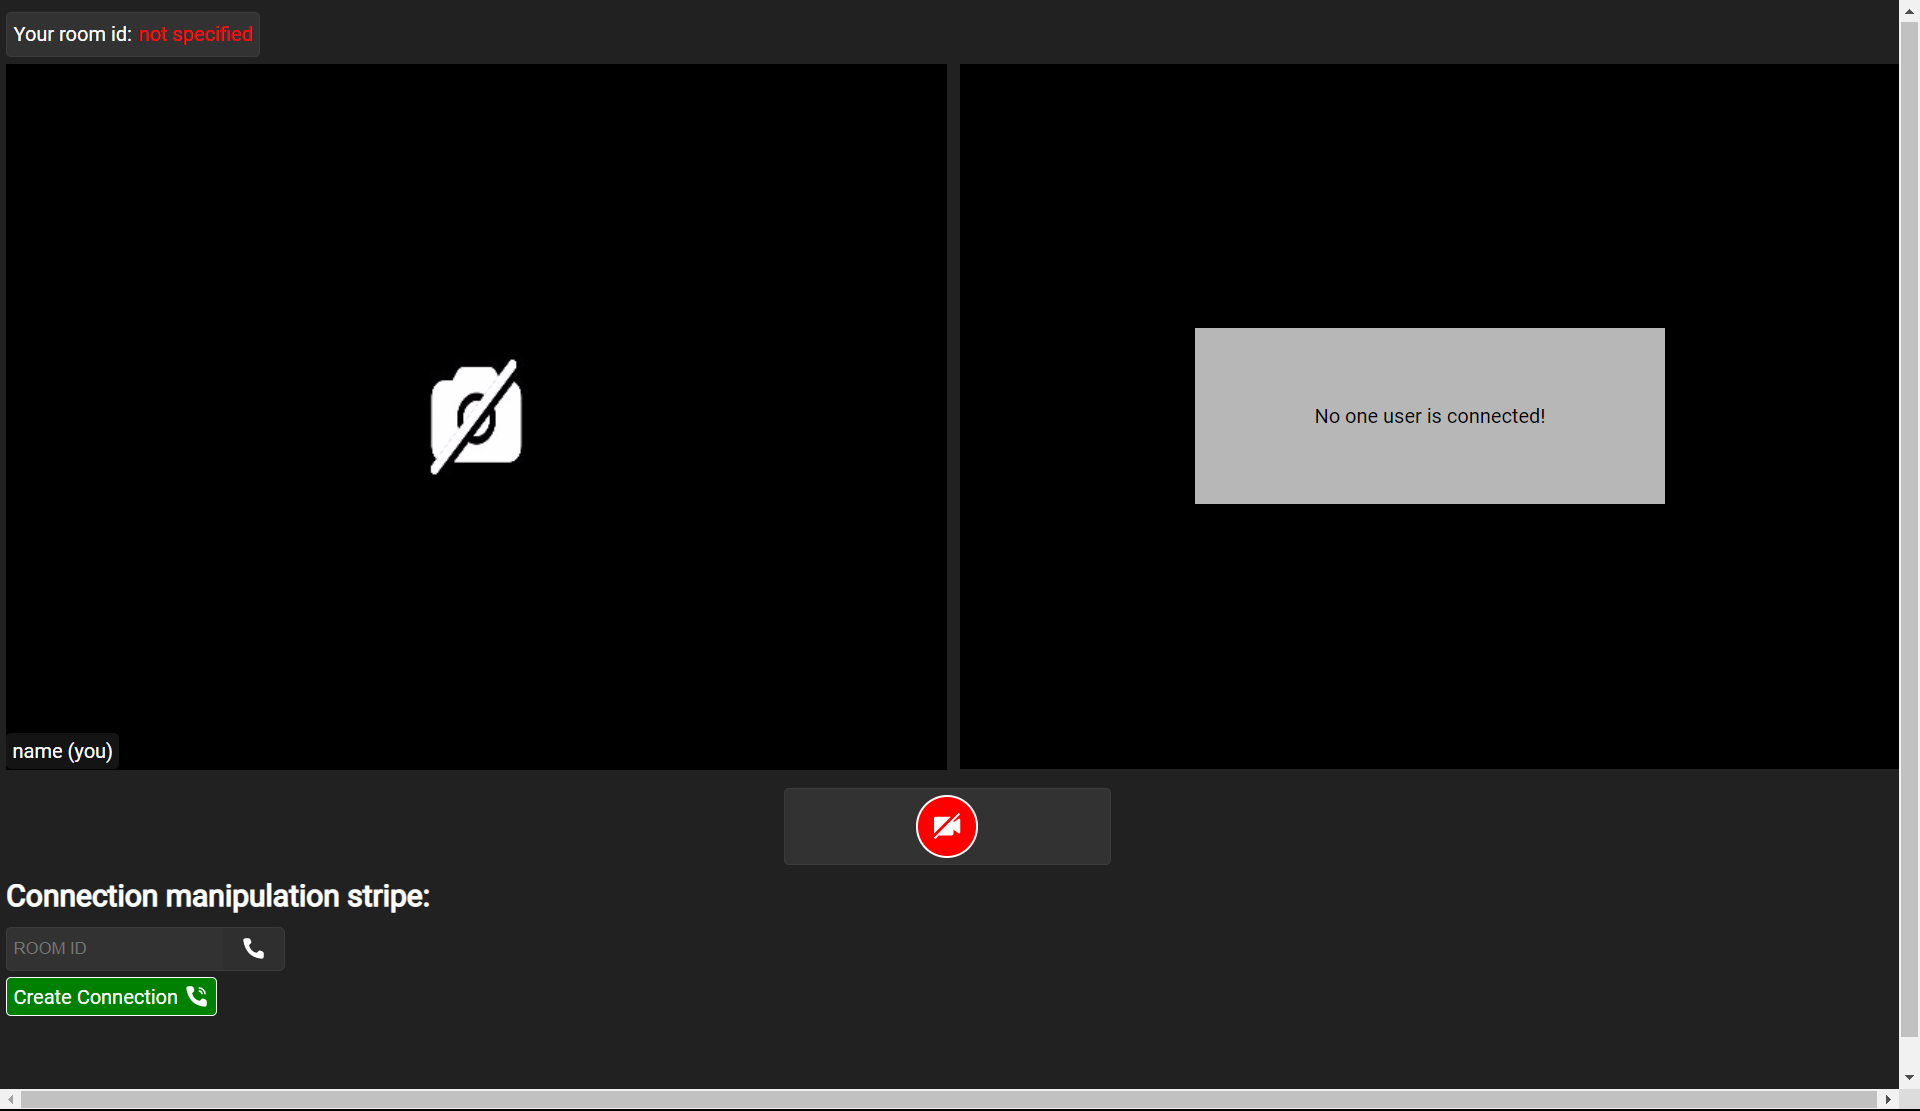 Your room id: not specified
No one user is connected!
name (you)
Connection manipulation stripe:
ROOM ID
Create Connection